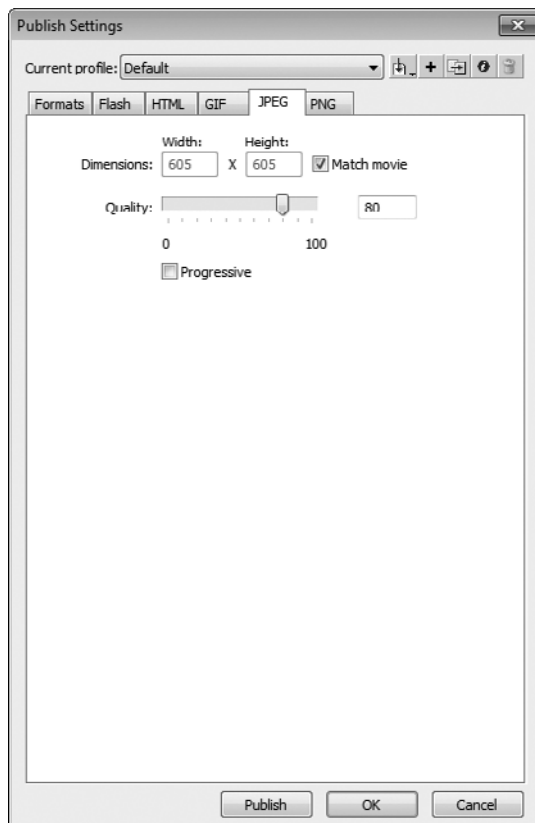 Publish Settings
Current profile: Default
Formats Flash HTML GIF JPEG PNG
Width: Height:
Dimensions: 605 X 605 Match movie
Quality: 80
0 100
Progressive
Publish OK Cancel